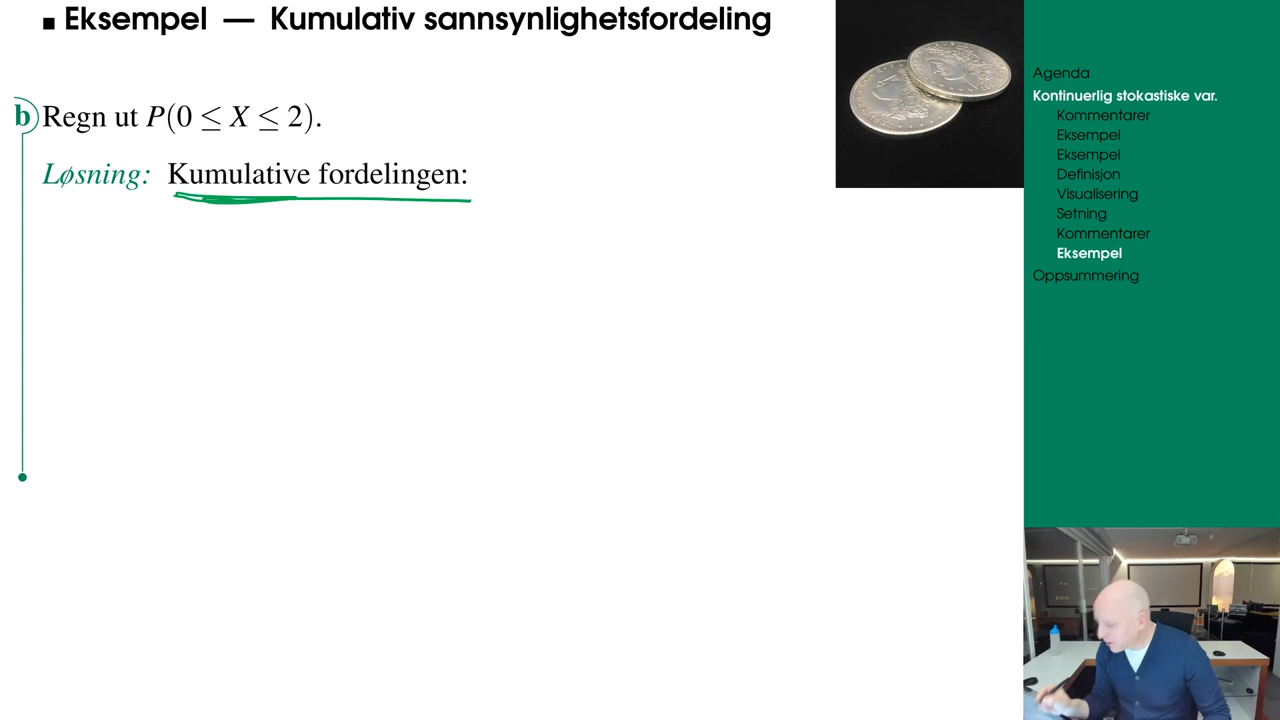 Eksempel — Kumulativ sannsynlighetsfordeling
b Regn ut P(0 ≤ X ≤ 2).
Løsning: Kumulative fordelingen:
Agenda
Kontinuerlig stokastiske var.
Kommentarer
Eksempel
Eksempel
Definisjon
Visualisering
Setning
Kommentarer
Eksempel
Oppsummering